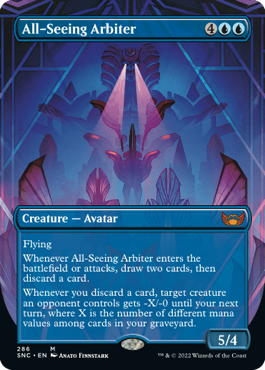 All-Seeing Arbiter 4
Creature — Avatar
Flying
Whenever All-Seeing Arbiter enters the
battlefield or attacks, draw two cards, then
discard a card.
Whenever you discard a card, target creature
an opponent controls gets -X/-0 until your next
turn, where X is the number of different mana
values among cards in your graveyard.
5/4
286 M
SNC • EN ANATO FINNSTARK
™ & © 2022 Wizards of the Coast